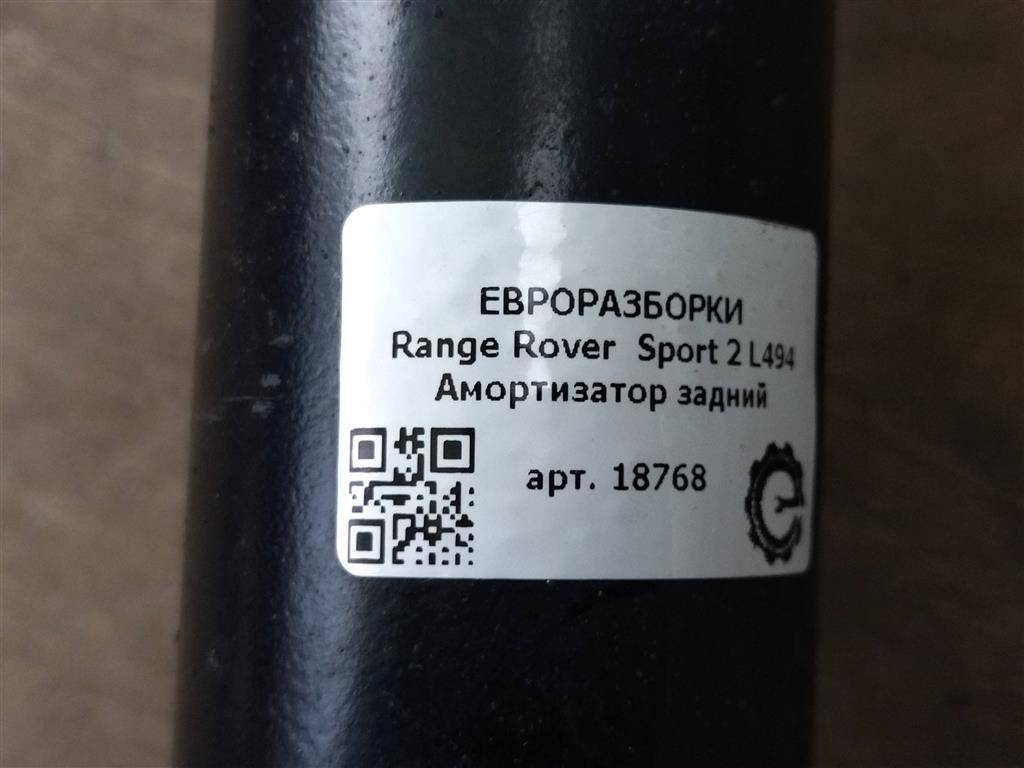 ЕВРОРАЗБОРКИ
Range Rover Sport 2 L494
Амортизатор задний
арт. 18768